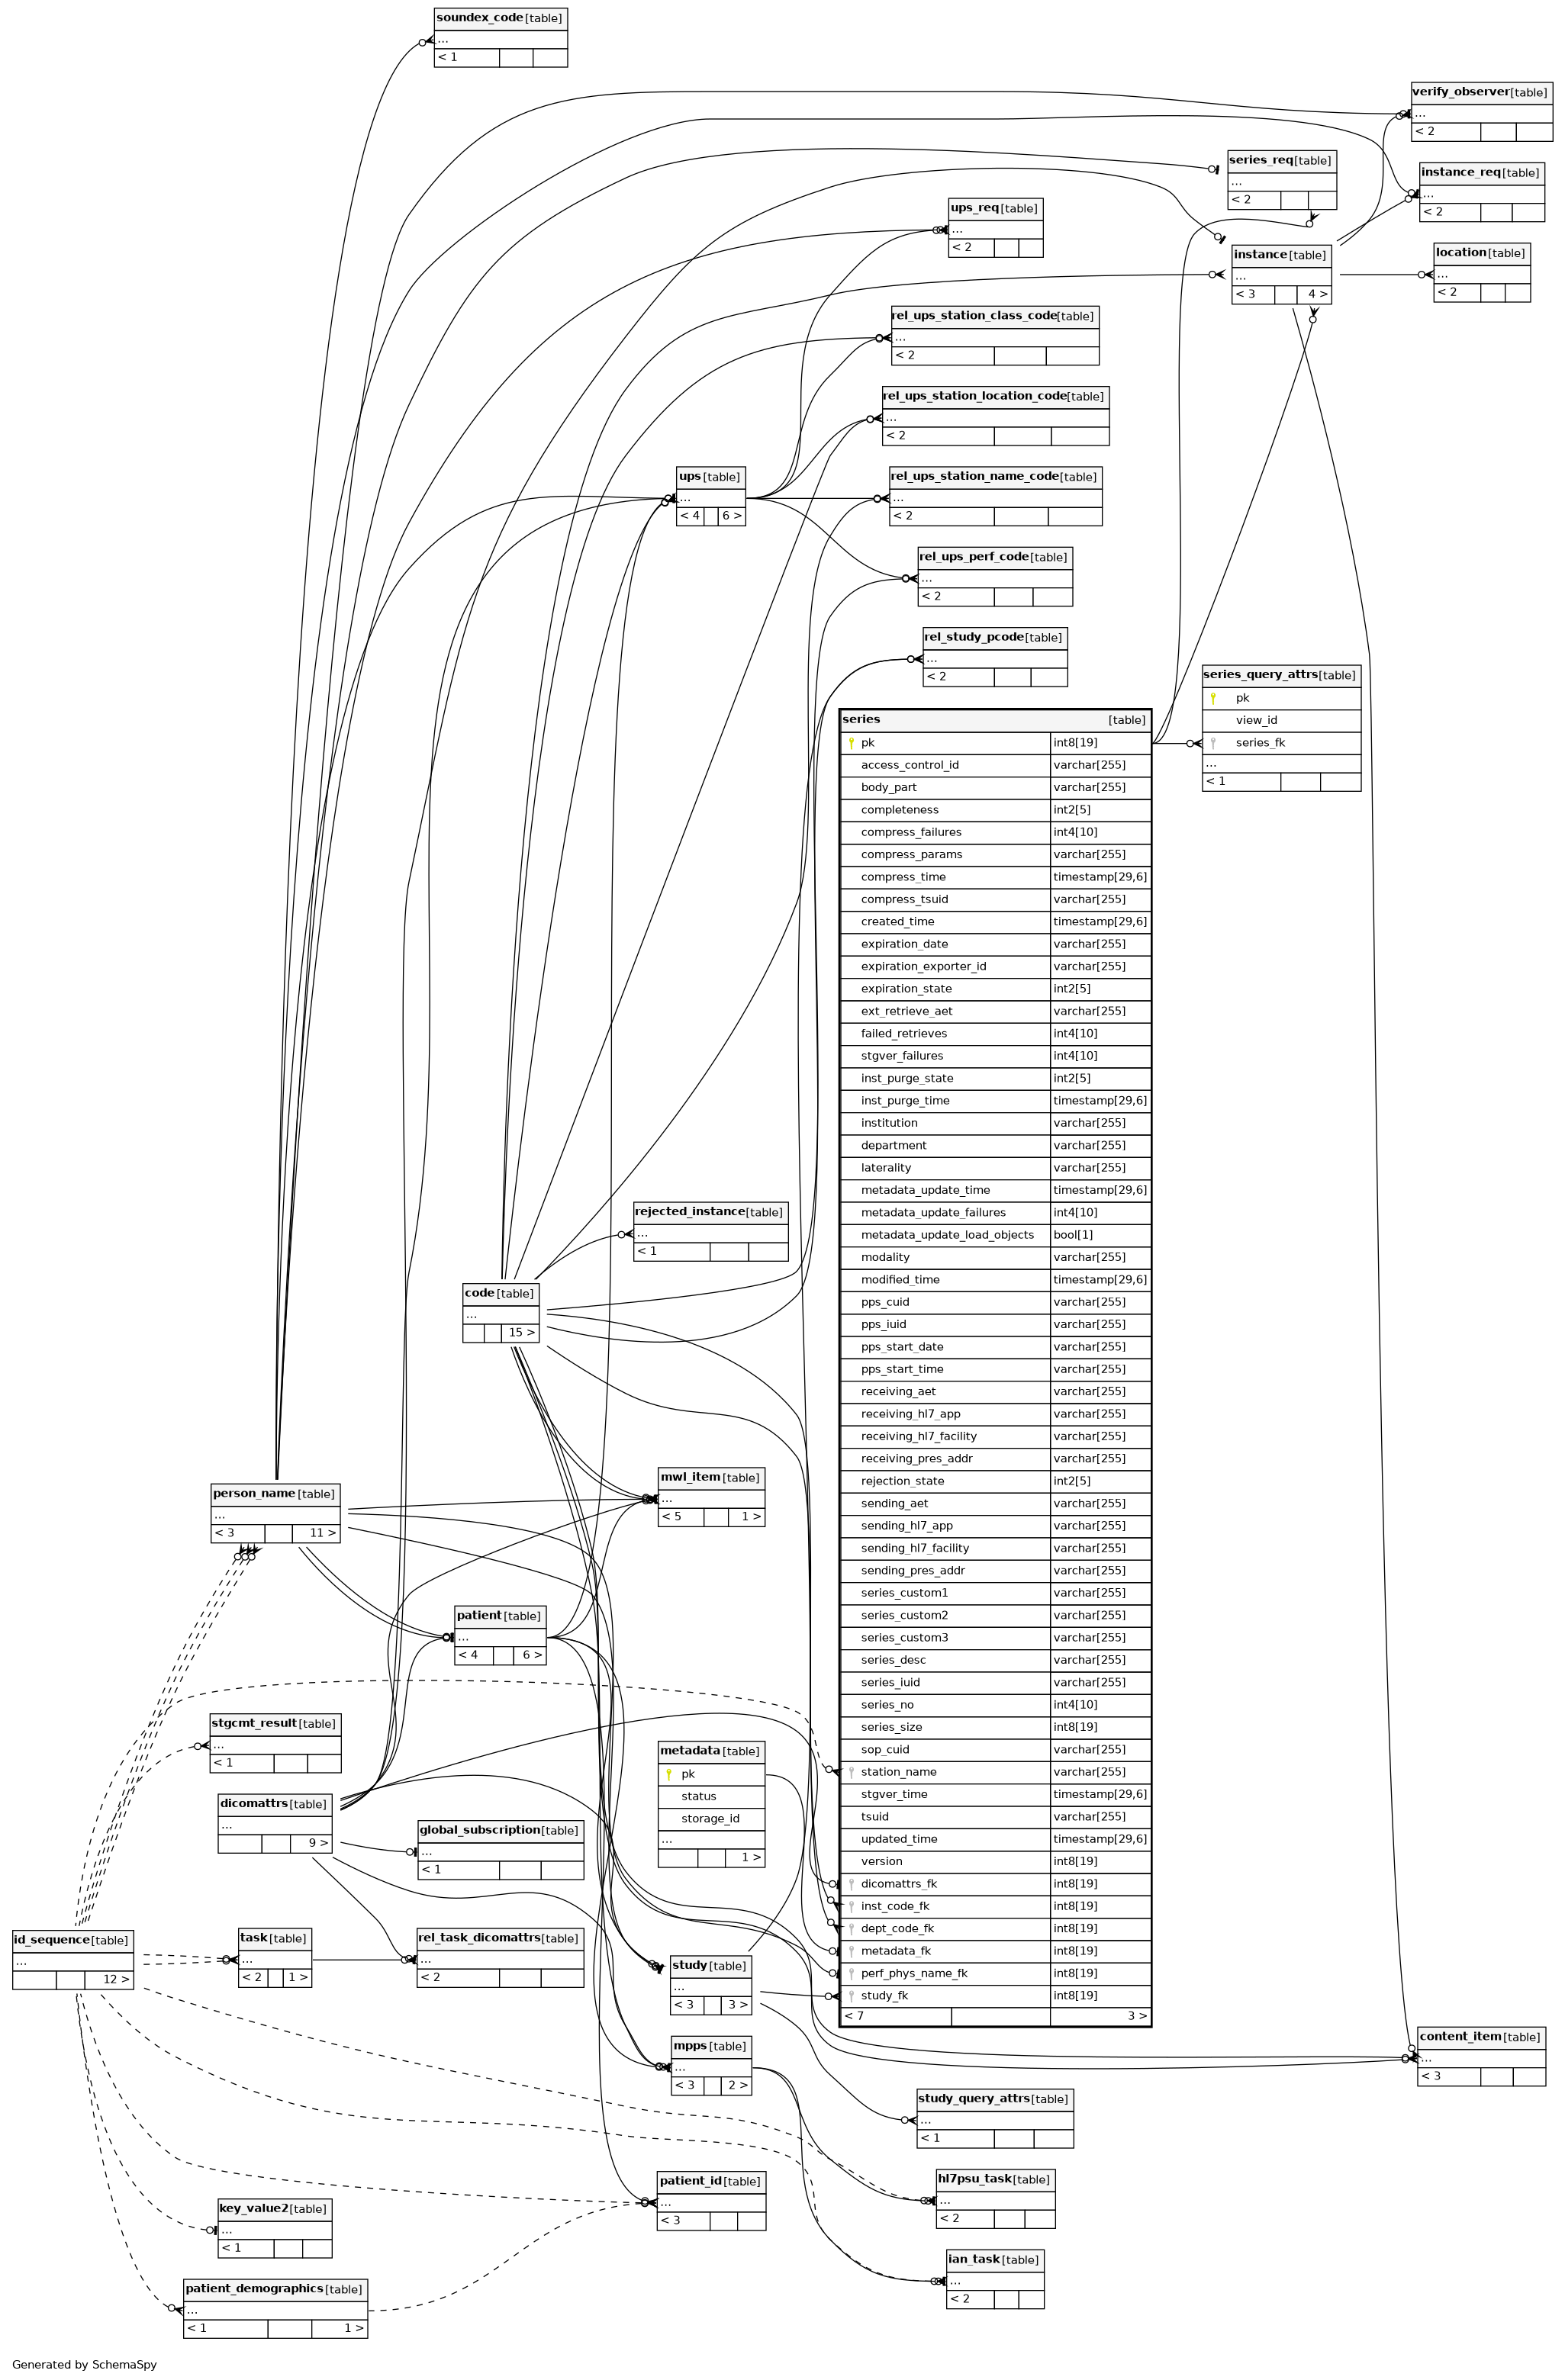 soundex_code [table]
...
< 1
verify_observer [table]
...
< 2
series_req [table]
...
< 2
instance_req [table]
...
< 2
ups_req [table]
...
< 2
instance [table]
...
< 3 4 >
location [table]
...
< 2
rel_ups_station_class_code [table]
...
< 2
rel_ups_station_location_code [table]
...
< 2
ups [table]
...
< 4 6 >
rel_ups_station_name_code [table]
...
< 2
rel_ups_perf_code [table]
...
< 2
rel_study_pcode [table]
...
< 2
series_query_attrs [table]
pk
view_id
series_fk
...
< 1
series [table]
pk int8[19]
access_control_id varchar[255]
body_part varchar[255]
completeness int2[5]
compress_failures int4[10]
compress_params varchar[255]
compress_time timestamp[29,6]
compress_tsuid varchar[255]
created_time timestamp[29,6]
expiration_date varchar[255]
expiration_exporter_id varchar[255]
expiration_state int2[5]
ext_retrieve_aet varchar[255]
failed_retrieves int4[10]
stgver_failures int4[10]
inst_purge_state int2[5]
inst_purge_time timestamp[29,6]
institution varchar[255]
department varchar[255]
laterality varchar[255]
metadata_update_time timestamp[29,6]
metadata_update_failures int4[10]
metadata_update_load_objects bool[1]
modality varchar[255]
modified_time timestamp[29,6]
pps_cuid varchar[255]
pps_iuid varchar[255]
pps_start_date varchar[255]
pps_start_time varchar[255]
receiving_aet varchar[255]
receiving_hl7_app varchar[255]
receiving_hl7_facility varchar[255]
receiving_pres_addr varchar[255]
rejection_state int2[5]
sending_aet varchar[255]
sending_hl7_app varchar[255]
sending_hl7_facility varchar[255]
sending_pres_addr varchar[255]
series_custom1 varchar[255]
series_custom2 varchar[255]
series_custom3 varchar[255]
series_desc varchar[255]
series_iuid varchar[255]
series_no int4[10]
series_size int8[19]
sop_cuid varchar[255]
station_name varchar[255]
stgver_time timestamp[29,6]
tsuid varchar[255]
updated_time timestamp[29,6]
version int8[19]
dicomattrs_fk int8[19]
inst_code_fk int8[19]
dept_code_fk int8[19]
metadata_fk int8[19]
perf_phys_name_fk int8[19]
study_fk int8[19]
< 7 3 >
rejected_instance [table]
...
< 1
code [table]
...
15 >
mwl_item [table]
...
< 5 1 >
person_name [table]
...
< 3 11 >
patient [table]
...
< 4 6 >
stgcmt_result [table]
...
< 1
metadata [table]
pk
status
storage_id
...
1 >
dicomattrs [table]
...
9 >
global_subscription [table]
...
< 1
id_sequence [table]
...
12 >
task [table]
...
< 2 1 >
rel_task_dicomattrs [table]
...
< 2
study [table]
...
< 3 3 >
mpps [table]
...
< 3 2 >
content_item [table]
...
< 3
study_query_attrs [table]
...
< 1
hl7psu_task [table]
...
< 2
patient_id [table]
...
< 3
key_value2 [table]
...
< 1
ian_task [table]
...
< 2
patient_demographics [table]
...
< 1 1 >
Generated by SchemaSpy